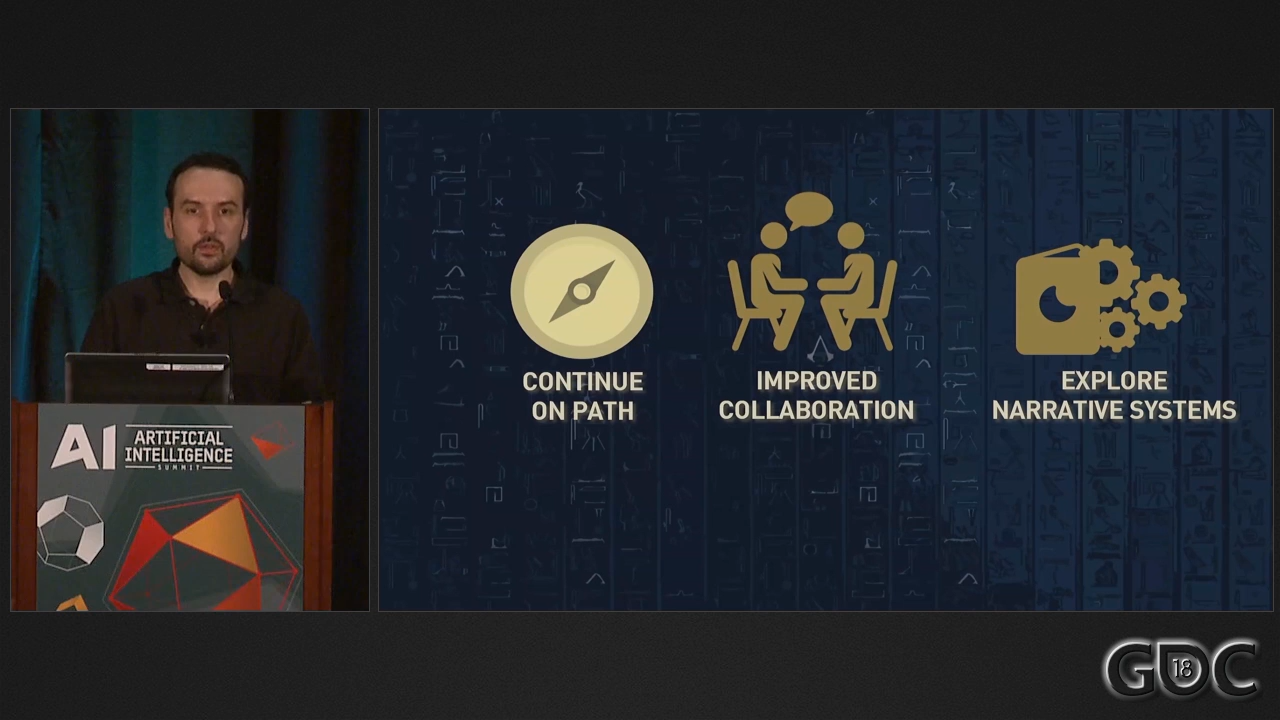 AI
ARTIFICIAL
INTELLIGENCE
SUMMIT
CONTINUE
ON PATH
IMPROVED
COLLABORATION
EXPLORE
NARRATIVE SYSTEMS
GDC
18